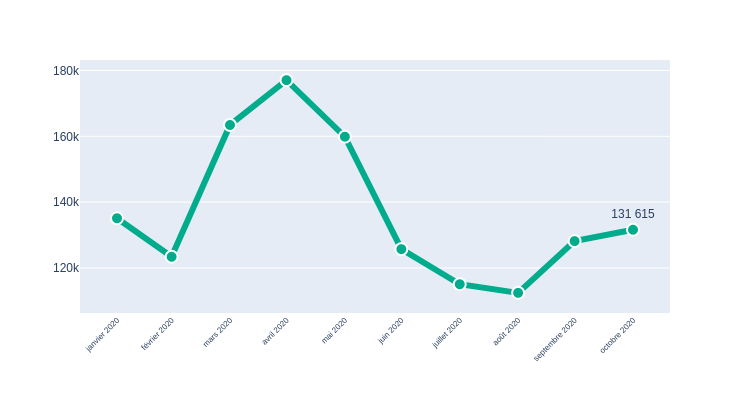 180k
160k
140k
120k
131 615
janvier 2020
février 2020
mars 2020
avril 2020
mai 2020
juin 2020
juillet 2020
août 2020
septembre 2020
octobre 2020